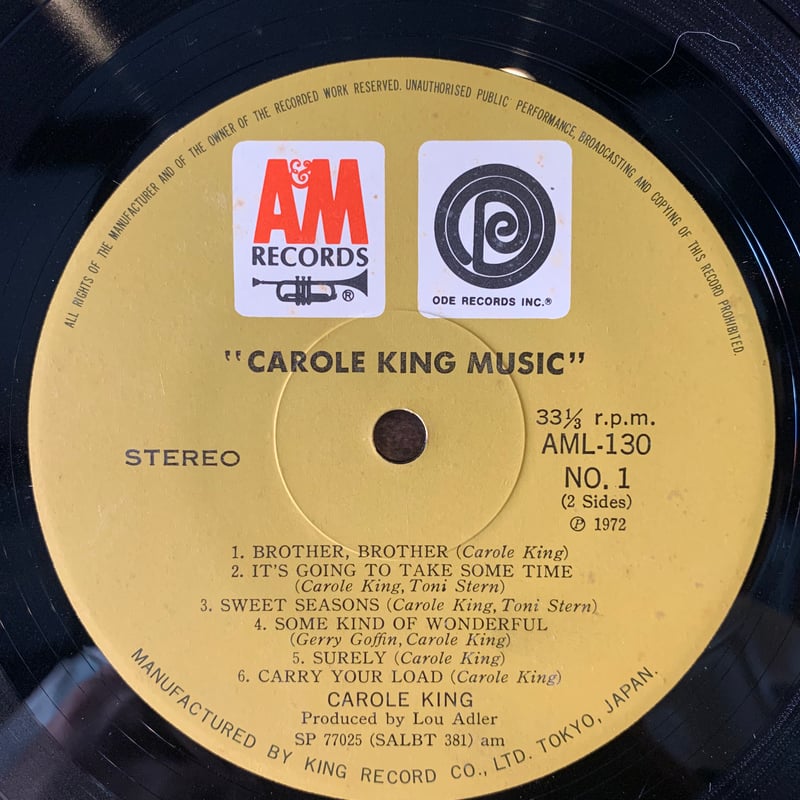 ALL RIGHTS OF THE MANUFACTURER AND OF THE OWNER OF THE RECORDED WORK RESERVED. UNAUTHORISED PUBLIC PERFORMANCE, BROADCASTING AND COPYING OF THIS RECORD PROHIBITED.
A&M
RECORDS
®
ODE RECORDS INC.®
"CAROLE KING MUSIC"
STEREO
33⅓ r.p.m.
AML-130
NO. 1
(2 Sides)
℗ 1972
1. BROTHER, BROTHER (Carole King)
2. IT'S GOING TO TAKE SOME TIME
(Carole King, Toni Stern)
3. SWEET SEASONS (Carole King, Toni Stern)
4. SOME KIND OF WONDERFUL
(Gerry Goffin, Carole King)
5. SURELY (Carole King)
6. CARRY YOUR LOAD (Carole King)
CAROLE KING
Produced by Lou Adler
SP 77025 (SALBT 381) am
MANUFACTURED BY KING RECORD CO., LTD. TOKYO, JAPAN.